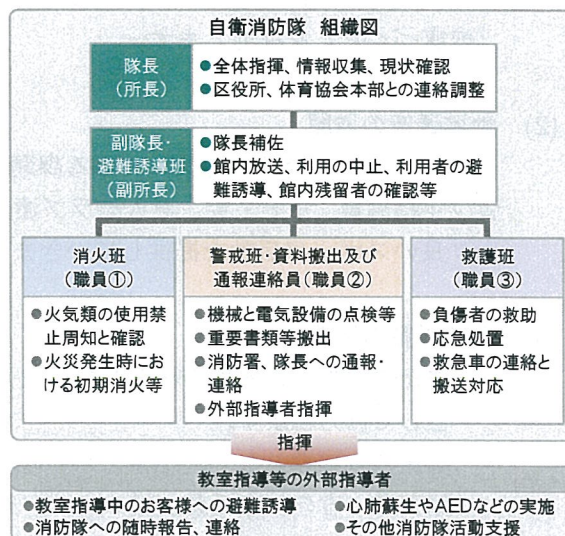 自衛消防隊 組織図
隊長
(所長)
●全体指揮、情報収集、現状確認
●区役所、体育協会本部との連絡調整
副隊長・
避難誘導班
(副所長)
●隊長補佐
●館内放送、利用の中止、利用者の避
難誘導、館内残留者の確認等
消火班
(職員①)
●火気類の使用禁
止周知と確認
●火災発生時にお
ける初期消火等
警戒班・資料搬出及び
通報連絡員(職員②)
●機械と電気設備の点検等
●重要書類等搬出
●消防署、隊長への通報・
連絡
●外部指導者指揮
救護班
(職員③)
●負傷者の救助
●応急処置
●救急車の連絡と
搬送対応
指揮
教室指導等の外部指導者
●教室指導中のお客様への避難誘導
●消防隊への随時報告、連絡
●心肺蘇生やAEDなどの実施
●その他消防隊活動支援